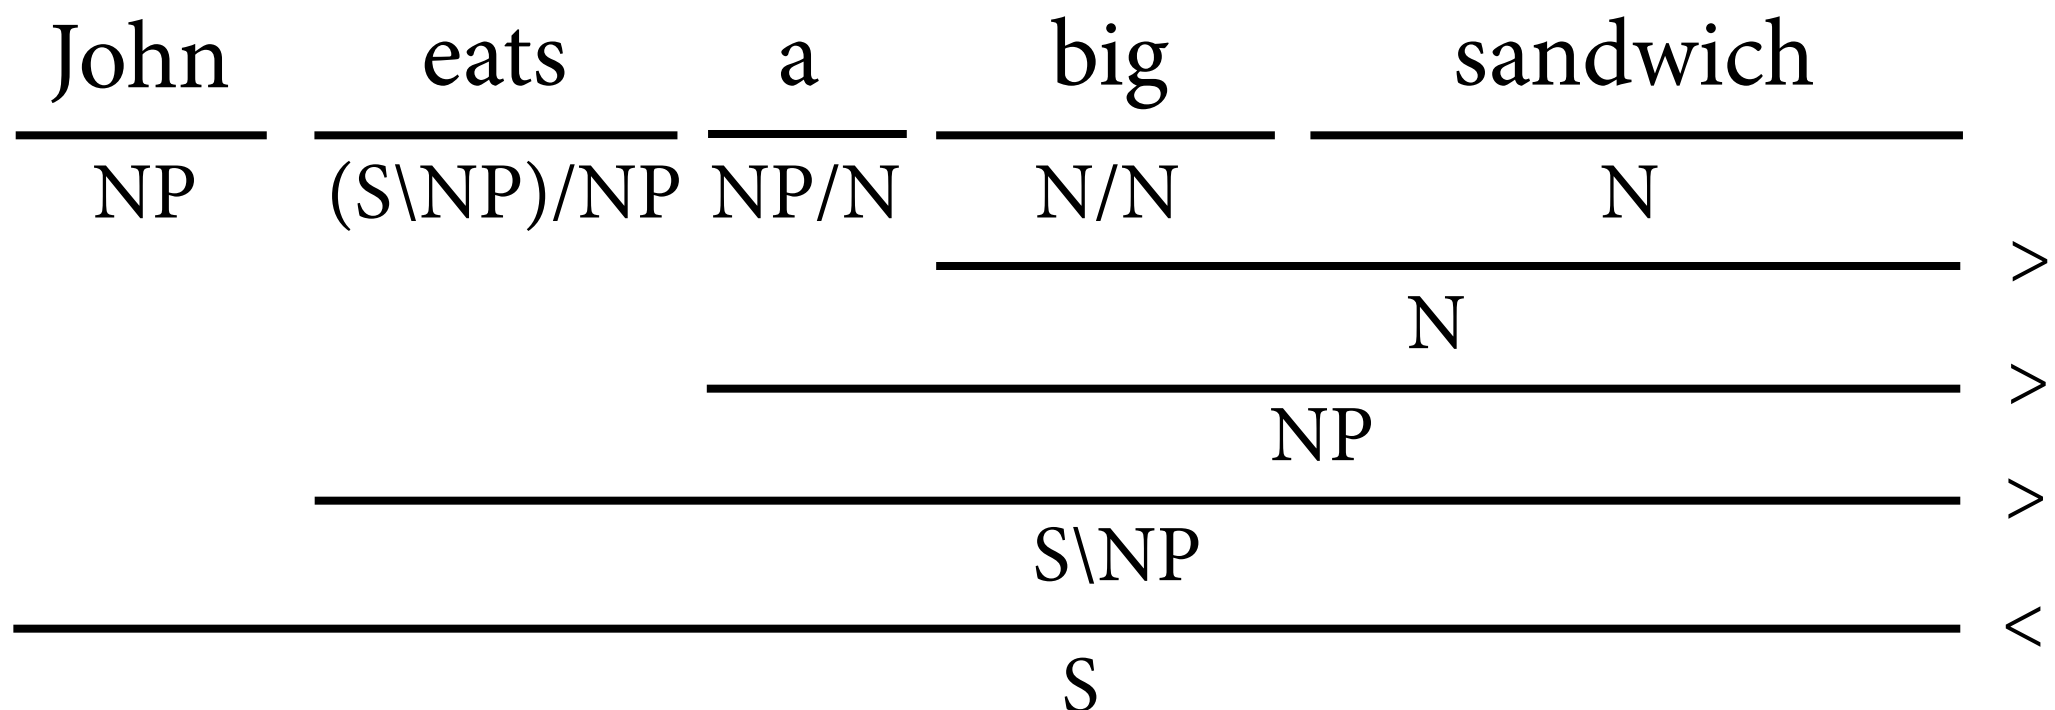 John eats a big sandwich
NP (S\NP)/NP NP/N N/N N
>
N
>
NP
>
S\NP
<
S